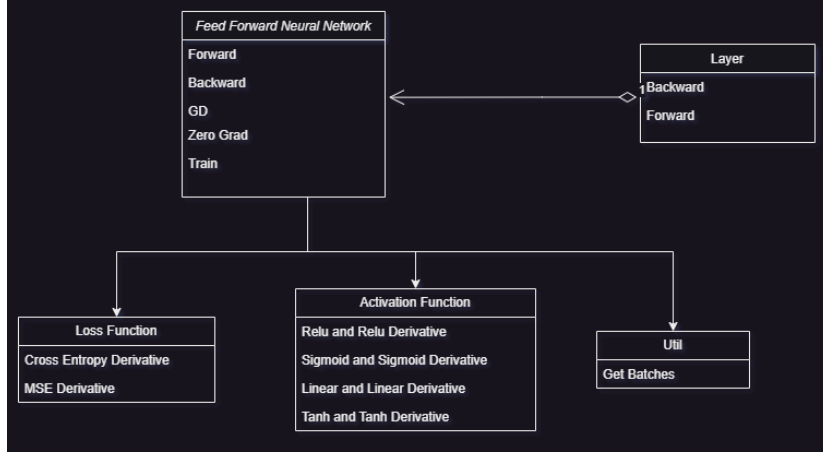 Feed Forward Neural Network
Forward
Backward
GD
Zero Grad
Train
Layer
1
Backward
Forward
Loss Function
Cross Entropy Derivative
MSE Derivative
Activation Function
Relu and Relu Derivative
Sigmoid and Sigmoid Derivative
Linear and Linear Derivative
Tanh and Tanh Derivative
Util
Get Batches